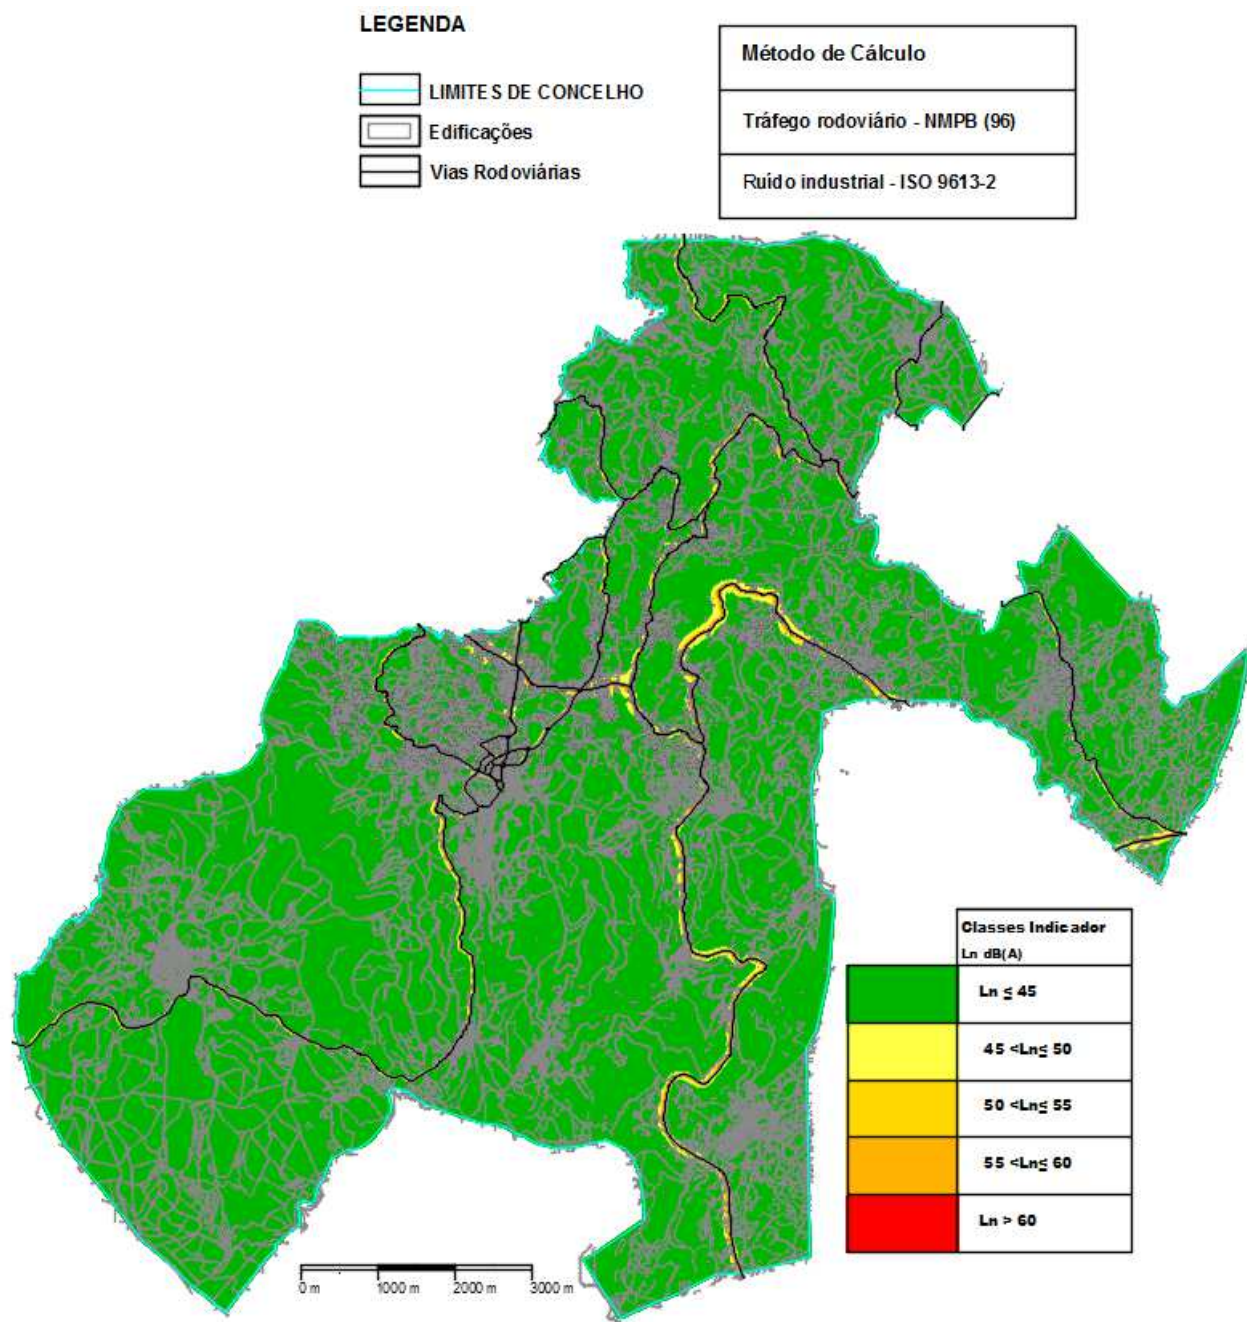 LEGENDA
LIMITES DE CONCELHO
Edificações
Vias Rodoviárias
Método de Cálculo
Tráfego rodoviário - NMPB (96)
Ruído industrial - ISO 9613-2
Classes Indicador
Ln dB(A)
Ln ≤ 45
45 <Ln≤ 50
50 <Ln≤ 55
55 <Ln≤ 60
Ln > 60
0 m 1000 m 2000 m 3000 m